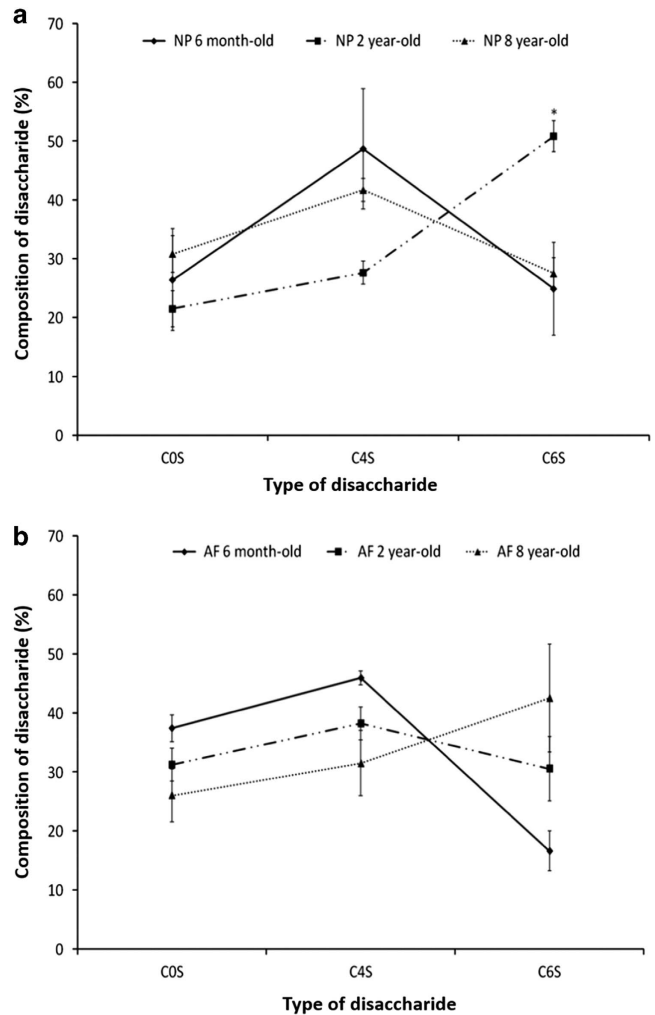 a
NP 6 month-old NP 2 year-old NP 8 year-old
70
60
50
40
30
20
10
0
Composition of disaccharide (%)
*
C0S C4S C6S
Type of disaccharide
b
AF 6 month-old AF 2 year-old AF 8 year-old
70
60
50
40
30
20
10
0
Composition of disaccharide (%)
C0S C4S C6S
Type of disaccharide